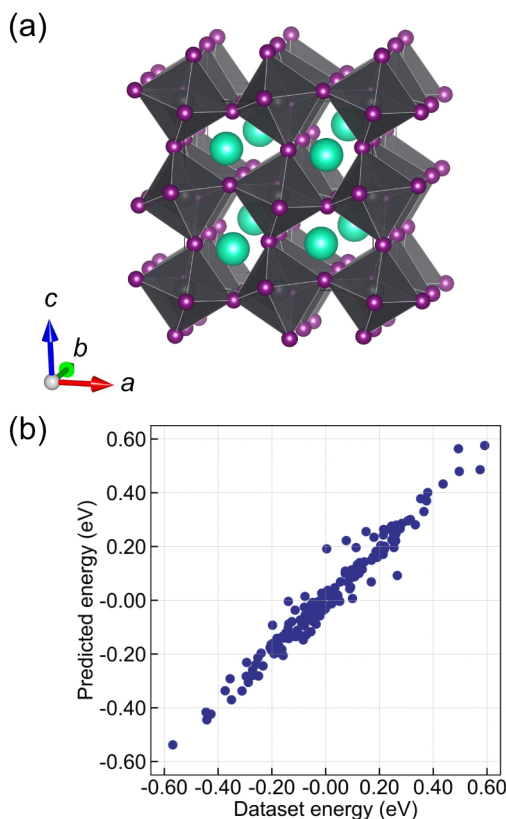 (a)
c
b
a
(b)
0.60
0.40
0.20
-0.00
-0.20
-0.40
-0.60
Predicted energy (eV)
-0.60 -0.40 -0.20 -0.00 0.20 0.40 0.60
Dataset energy (eV)